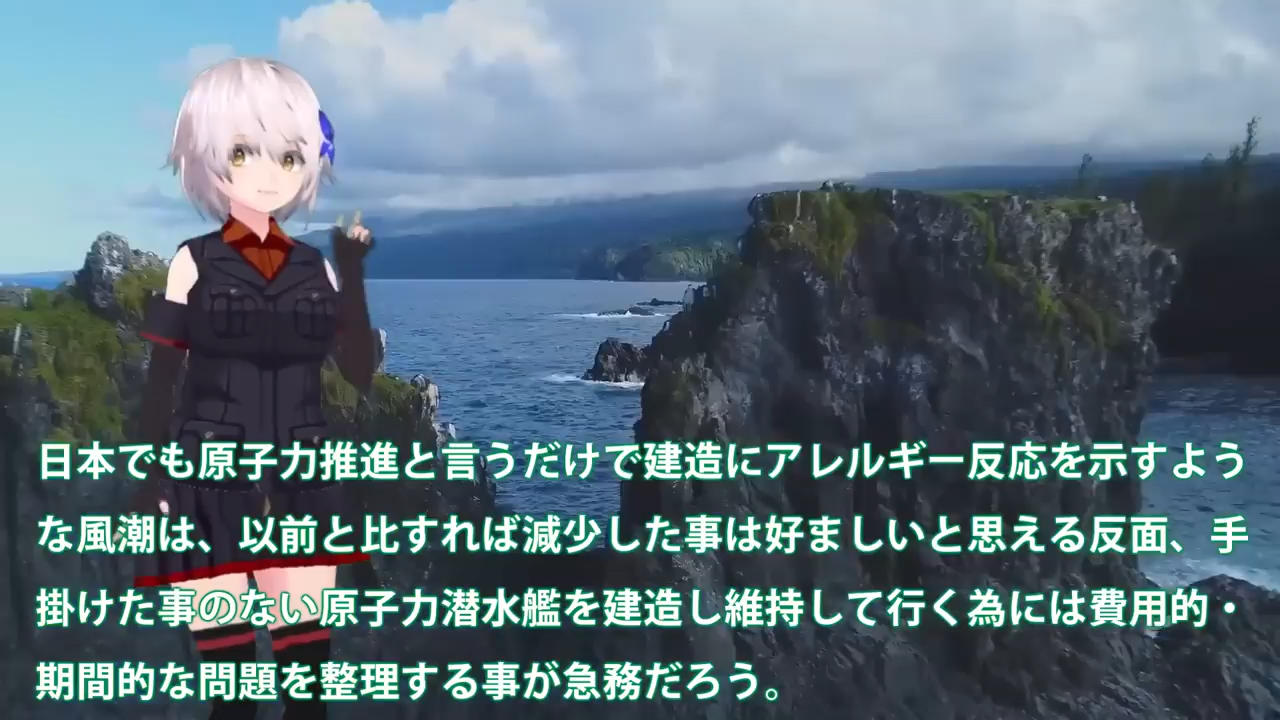 日本でも原子力推進と言うだけで建造にアレルギー反応を示すよう
な風潮は、以前と比すれば減少した事は好ましいと思える反面、手
掛けた事のない原子力潜水艦を建造し維持して行く為には費用的・
期間的な問題を整理する事が急務だろう。